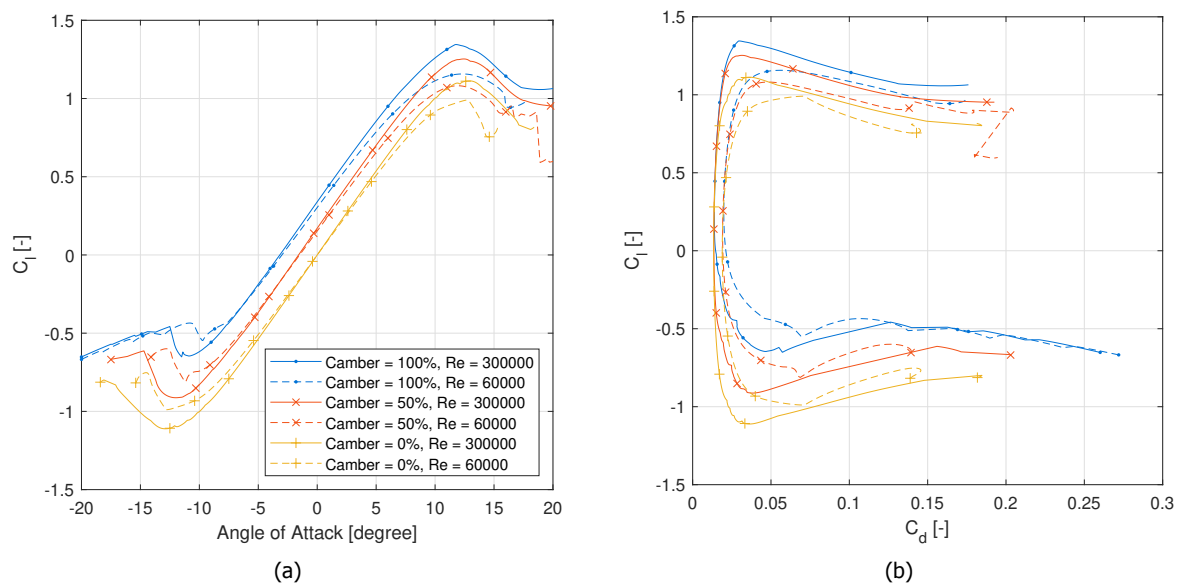 1.5
1
0.5
0
-0.5
-1
-1.5
C_l [-]
-20 -15 -10 -5 0 5 10 15 20
Angle of Attack [degree]
Camber = 100%, Re = 300000
Camber = 100%, Re = 60000
Camber = 50%, Re = 300000
Camber = 50%, Re = 60000
Camber = 0%, Re = 300000
Camber = 0%, Re = 60000
(a)
1.5
1
0.5
0
-0.5
-1
-1.5
C_l [-]
0 0.05 0.1 0.15 0.2 0.25 0.3
C_d [-]
(b)